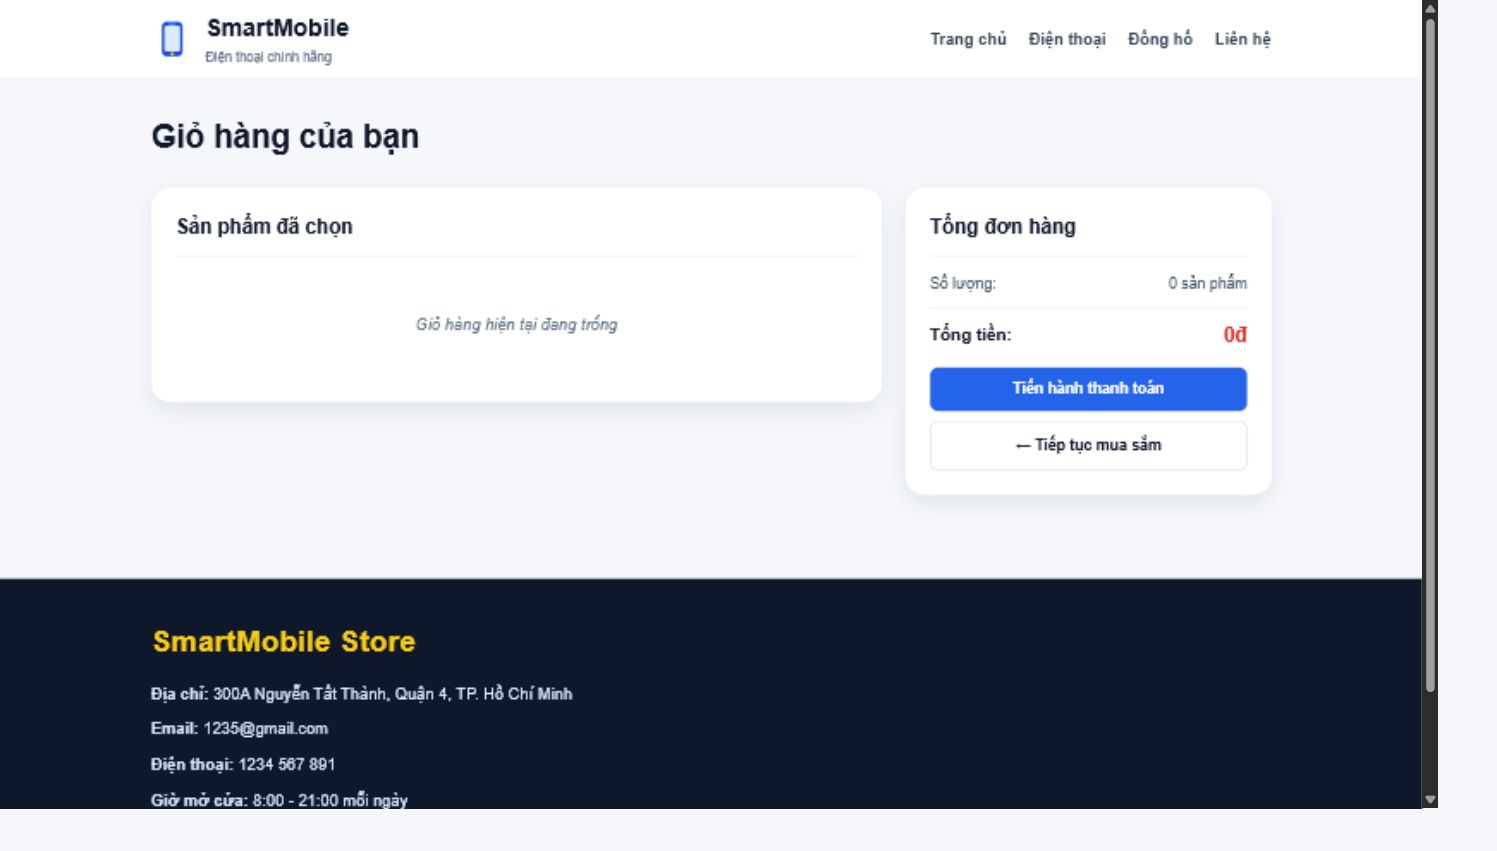 SmartMobile
Điện thoại chính hãng
Trang chủ Điện thoại Đồng hồ Liên hệ
Giỏ hàng của bạn
Sản phẩm đã chọn
Giỏ hàng hiện tại đang trống
Tổng đơn hàng
Số lượng: 0 sản phẩm
Tổng tiền: 0đ
Tiến hành thanh toán
← Tiếp tục mua sắm
SmartMobile Store
Địa chỉ: 300A Nguyễn Tất Thành, Quận 4, TP. Hồ Chí Minh
Email: 1235@gmail.com
Điện thoại: 1234 567 891
Giờ mở cửa: 8:00 - 21:00 mỗi ngày